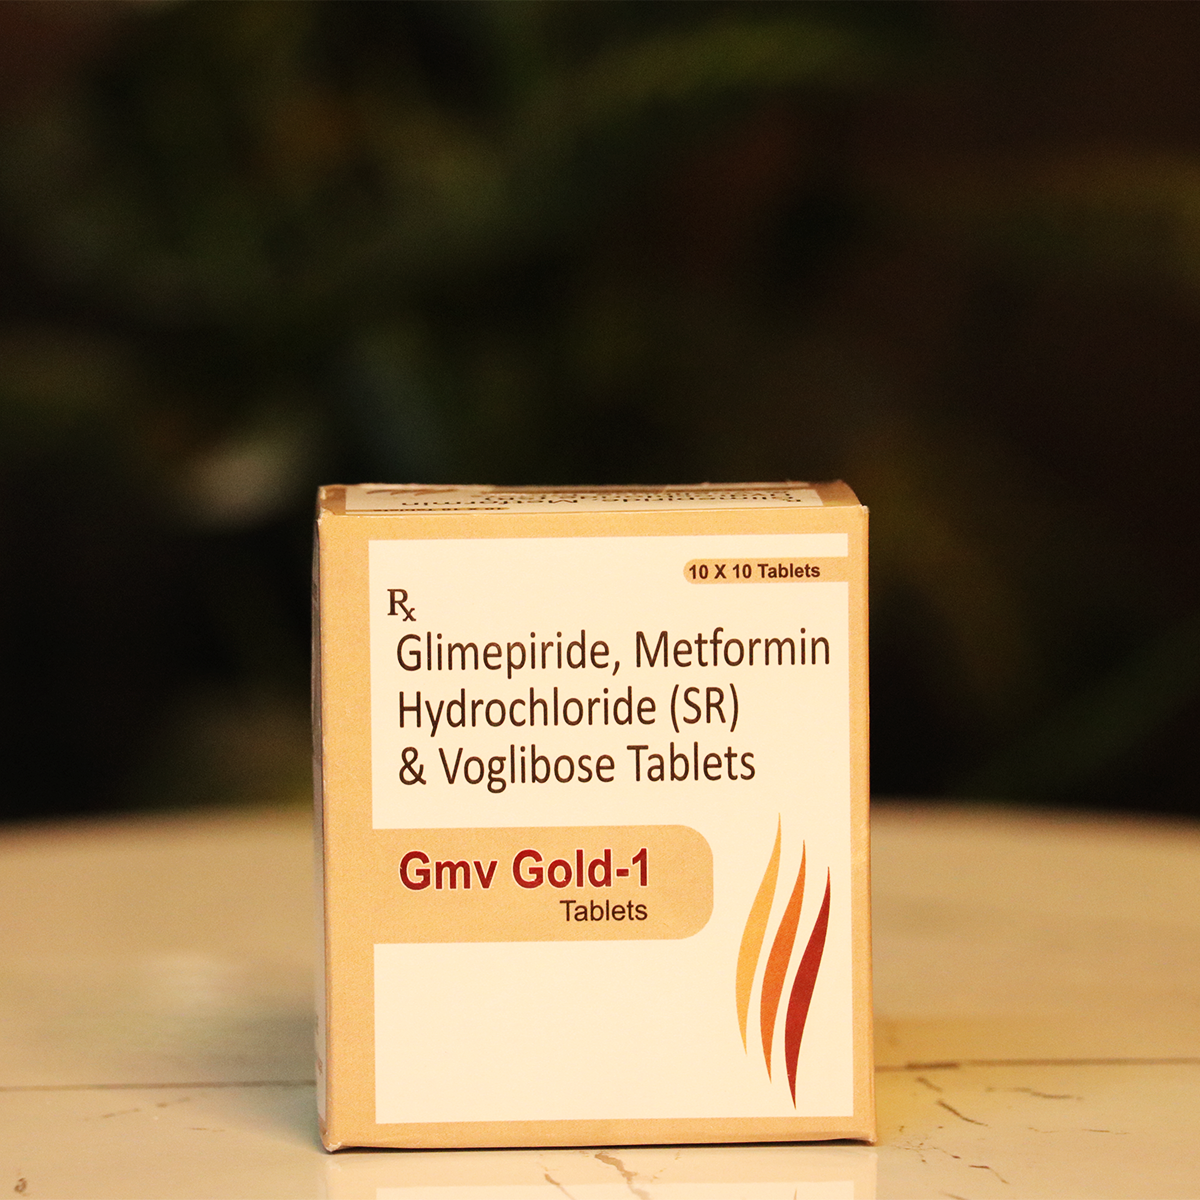 10 X 10 Tablets
Rx
Glimepiride, Metformin
Hydrochloride (SR)
& Voglibose Tablets
Gmv Gold-1
Tablets